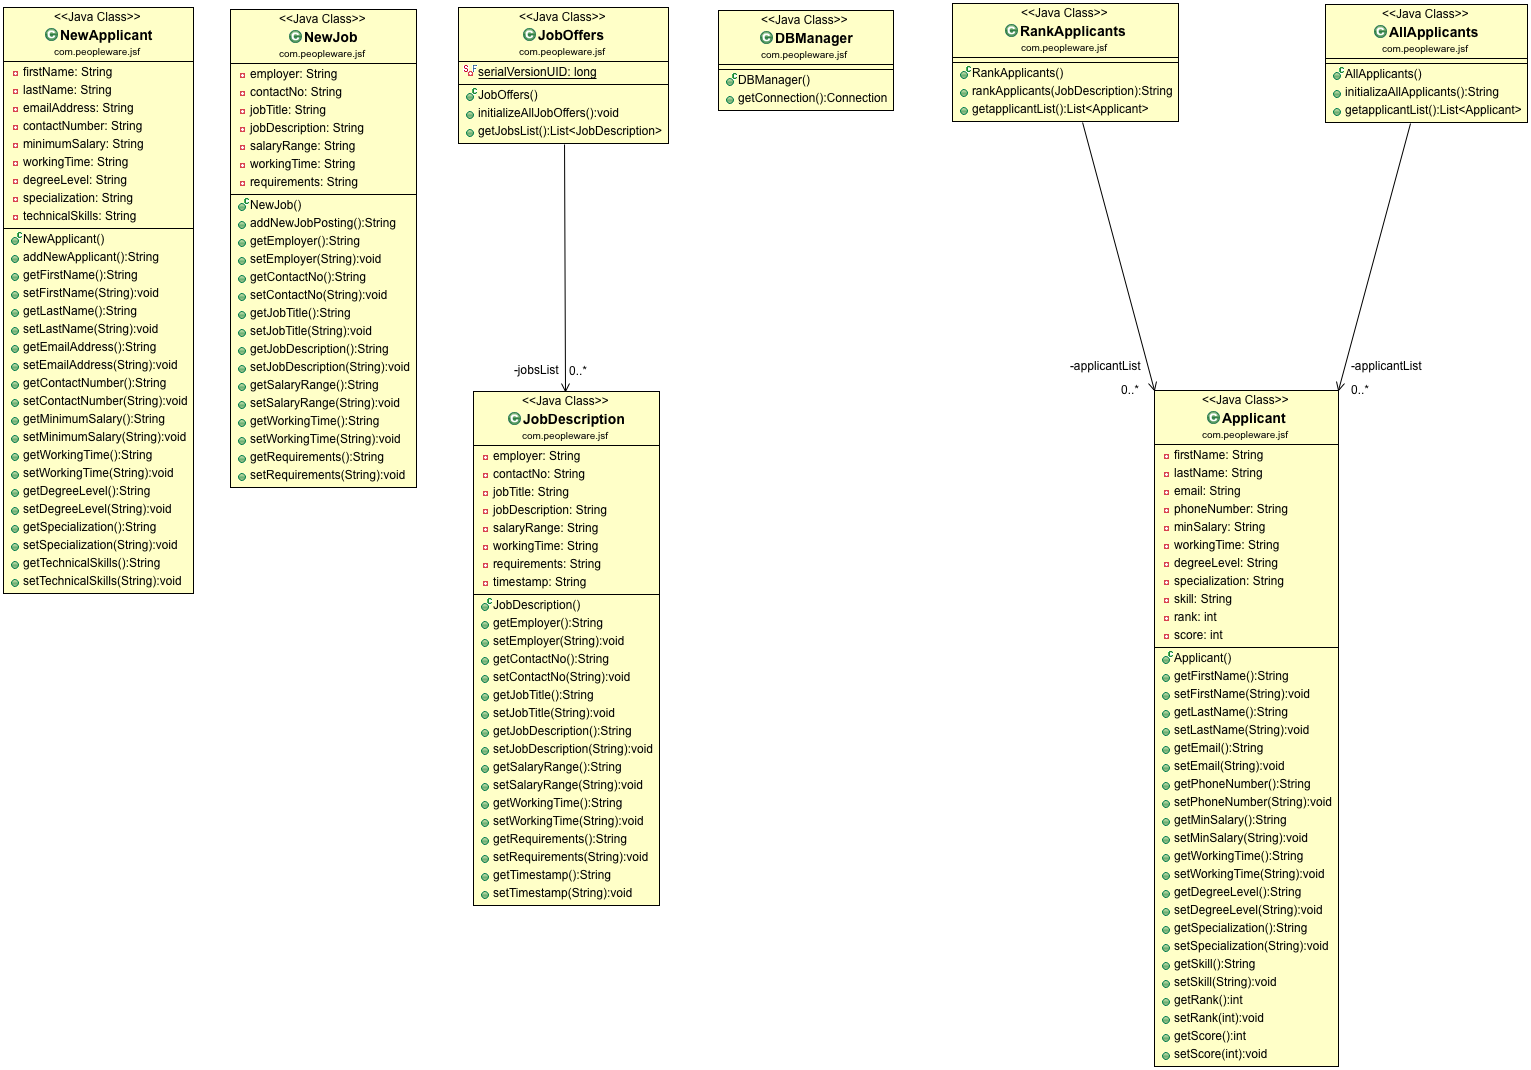 <<Java Class>>
NewApplicant
com.peopleware.jsf
firstName: String
lastName: String
emailAddress: String
contactNumber: String
minimumSalary: String
workingTime: String
degreeLevel: String
specialization: String
technicalSkills: String
NewApplicant()
addNewApplicant():String
getFirstName():String
setFirstName(String):void
getLastName():String
setLastName(String):void
getEmailAddress():String
setEmailAddress(String):void
getContactNumber():String
setContactNumber(String):void
getMinimumSalary():String
setMinimumSalary(String):void
getWorkingTime():String
setWorkingTime(String):void
getDegreeLevel():String
setDegreeLevel(String):void
getSpecialization():String
setSpecialization(String):void
getTechnicalSkills():String
setTechnicalSkills(String):void
<<Java Class>>
NewJob
com.peopleware.jsf
employer: String
contactNo: String
jobTitle: String
jobDescription: String
salaryRange: String
workingTime: String
requirements: String
NewJob()
addNewJobPosting():String
getEmployer():String
setEmployer(String):void
getContactNo():String
setContactNo(String):void
getJobTitle():String
setJobTitle(String):void
getJobDescription():String
setJobDescription(String):void
getSalaryRange():String
setSalaryRange(String):void
getWorkingTime():String
setWorkingTime(String):void
getRequirements():String
setRequirements(String):void
<<Java Class>>
JobOffers
com.peopleware.jsf
serialVersionUID: long
JobOffers()
initializeAllJobOffers():void
getJobsList():List<JobDescription>
-jobsList 0..*
<<Java Class>>
JobDescription
com.peopleware.jsf
employer: String
contactNo: String
jobTitle: String
jobDescription: String
salaryRange: String
workingTime: String
requirements: String
timestamp: String
JobDescription()
getEmployer():String
setEmployer(String):void
getContactNo():String
setContactNo(String):void
getJobTitle():String
setJobTitle(String):void
getJobDescription():String
setJobDescription(String):void
getSalaryRange():String
setSalaryRange(String):void
getWorkingTime():String
setWorkingTime(String):void
getRequirements():String
setRequirements(String):void
getTimestamp():String
setTimestamp(String):void
<<Java Class>>
DBManager
com.peopleware.jsf
DBManager()
getConnection():Connection
<<Java Class>>
RankApplicants
com.peopleware.jsf
RankApplicants()
rankApplicants(JobDescription):String
getapplicantList():List<Applicant>
<<Java Class>>
AllApplicants
com.peopleware.jsf
AllApplicants()
initializaAllApplicants():String
getapplicantList():List<Applicant>
-applicantList
0..*
-applicantList
0..*
<<Java Class>>
Applicant
com.peopleware.jsf
firstName: String
lastName: String
email: String
phoneNumber: String
minSalary: String
workingTime: String
degreeLevel: String
specialization: String
skill: String
rank: int
score: int
Applicant()
getFirstName():String
setFirstName(String):void
getLastName():String
setLastName(String):void
getEmail():String
setEmail(String):void
getPhoneNumber():String
setPhoneNumber(String):void
getMinSalary():String
setMinSalary(String):void
getWorkingTime():String
setWorkingTime(String):void
getDegreeLevel():String
setDegreeLevel(String):void
getSpecialization():String
setSpecialization(String):void
getSkill():String
setSkill(String):void
getRank():int
setRank(int):void
getScore():int
setScore(int):void